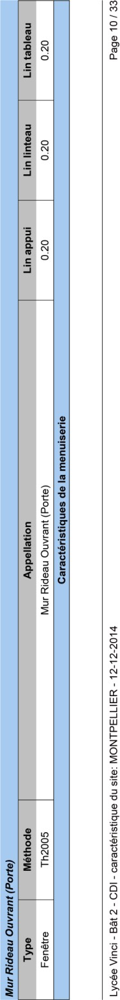 Mur Rideau Ouvrant (Porte)
Type Méthode Appellation Lin appui Lin linteau Lin tableau
Fenêtre Th2005 Mur Rideau Ouvrant (Porte) 0.20 0.20 0.20
Caractéristiques de la menuiserie
Lycée Vinci - Bât 2 - CDI - caractéristique du site: MONTPELLIER - 12-12-2014 Page 10 / 33